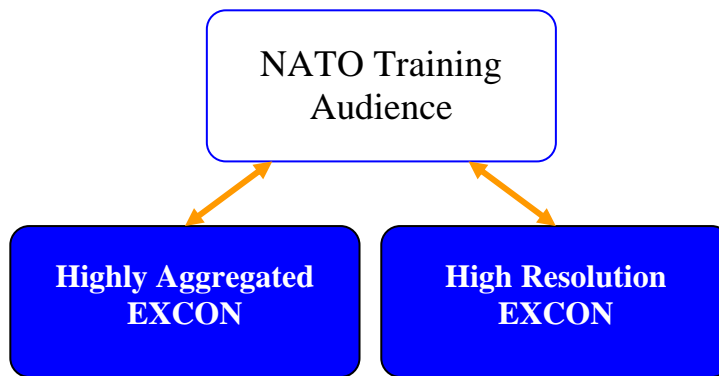 NATO Training
Audience
Highly Aggregated
EXCON
High Resolution
EXCON